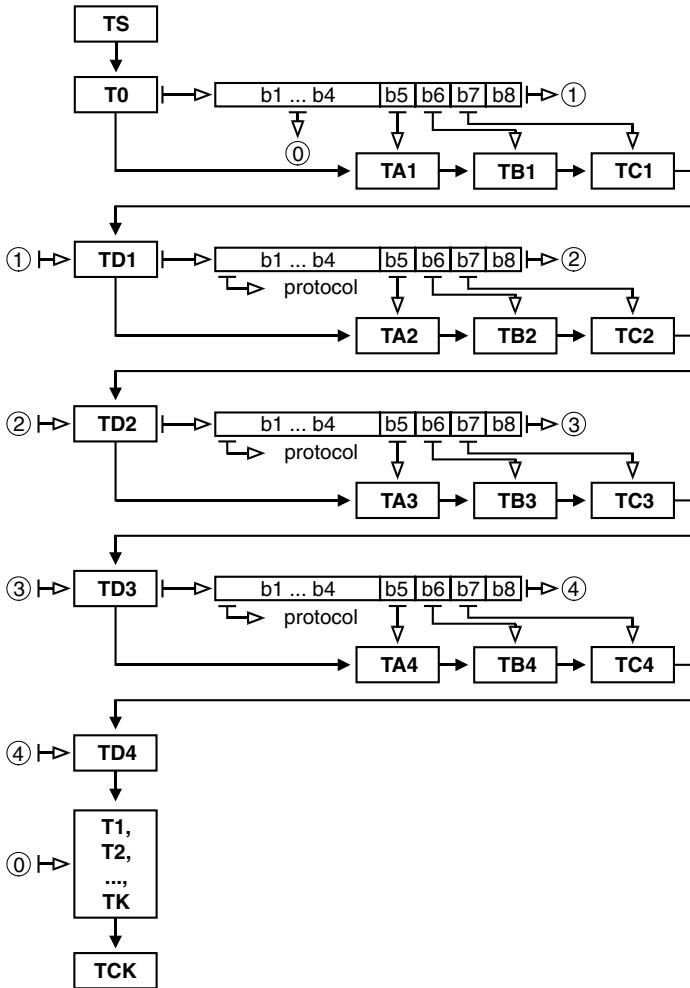 TS
T0 b1 ... b4 b5 b6 b7 b8 1
0
TA1 TB1 TC1
1 TD1 b1 ... b4 b5 b6 b7 b8 2
protocol
TA2 TB2 TC2
2 TD2 b1 ... b4 b5 b6 b7 b8 3
protocol
TA3 TB3 TC3
3 TD3 b1 ... b4 b5 b6 b7 b8 4
protocol
TA4 TB4 TC4
4 TD4
T1,
0 T2,
...,
TK
TCK